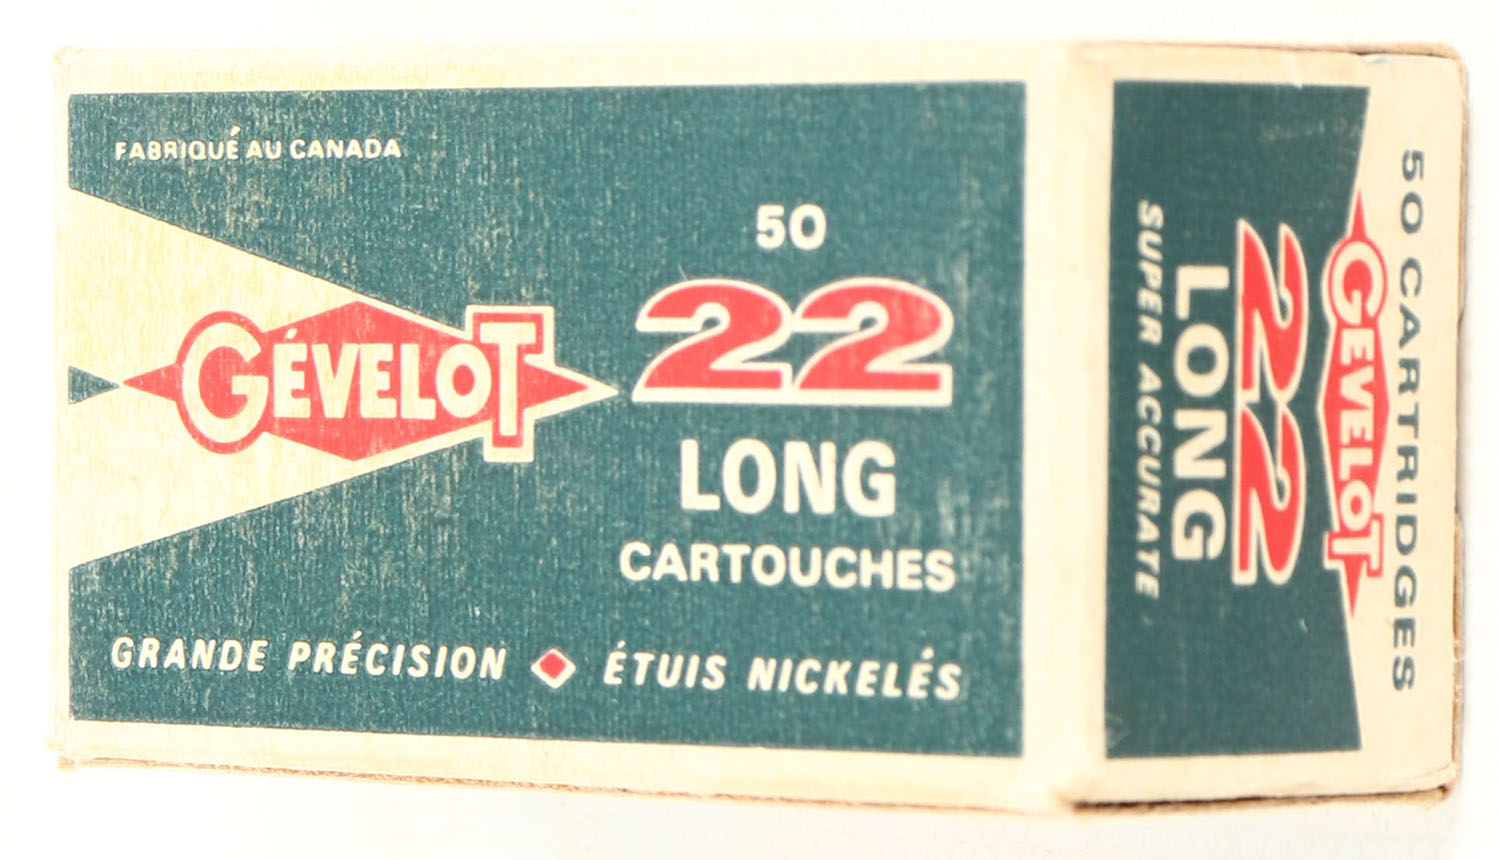 FABRIQUÉ AU CANADA
GÉVELOT
50
22
LONG
CARTOUCHES
GRANDE PRÉCISION ÉTUIS NICKELÉS
50 CARTRIDGES
GÉVELOT
22
LONG
SUPER ACCURATE